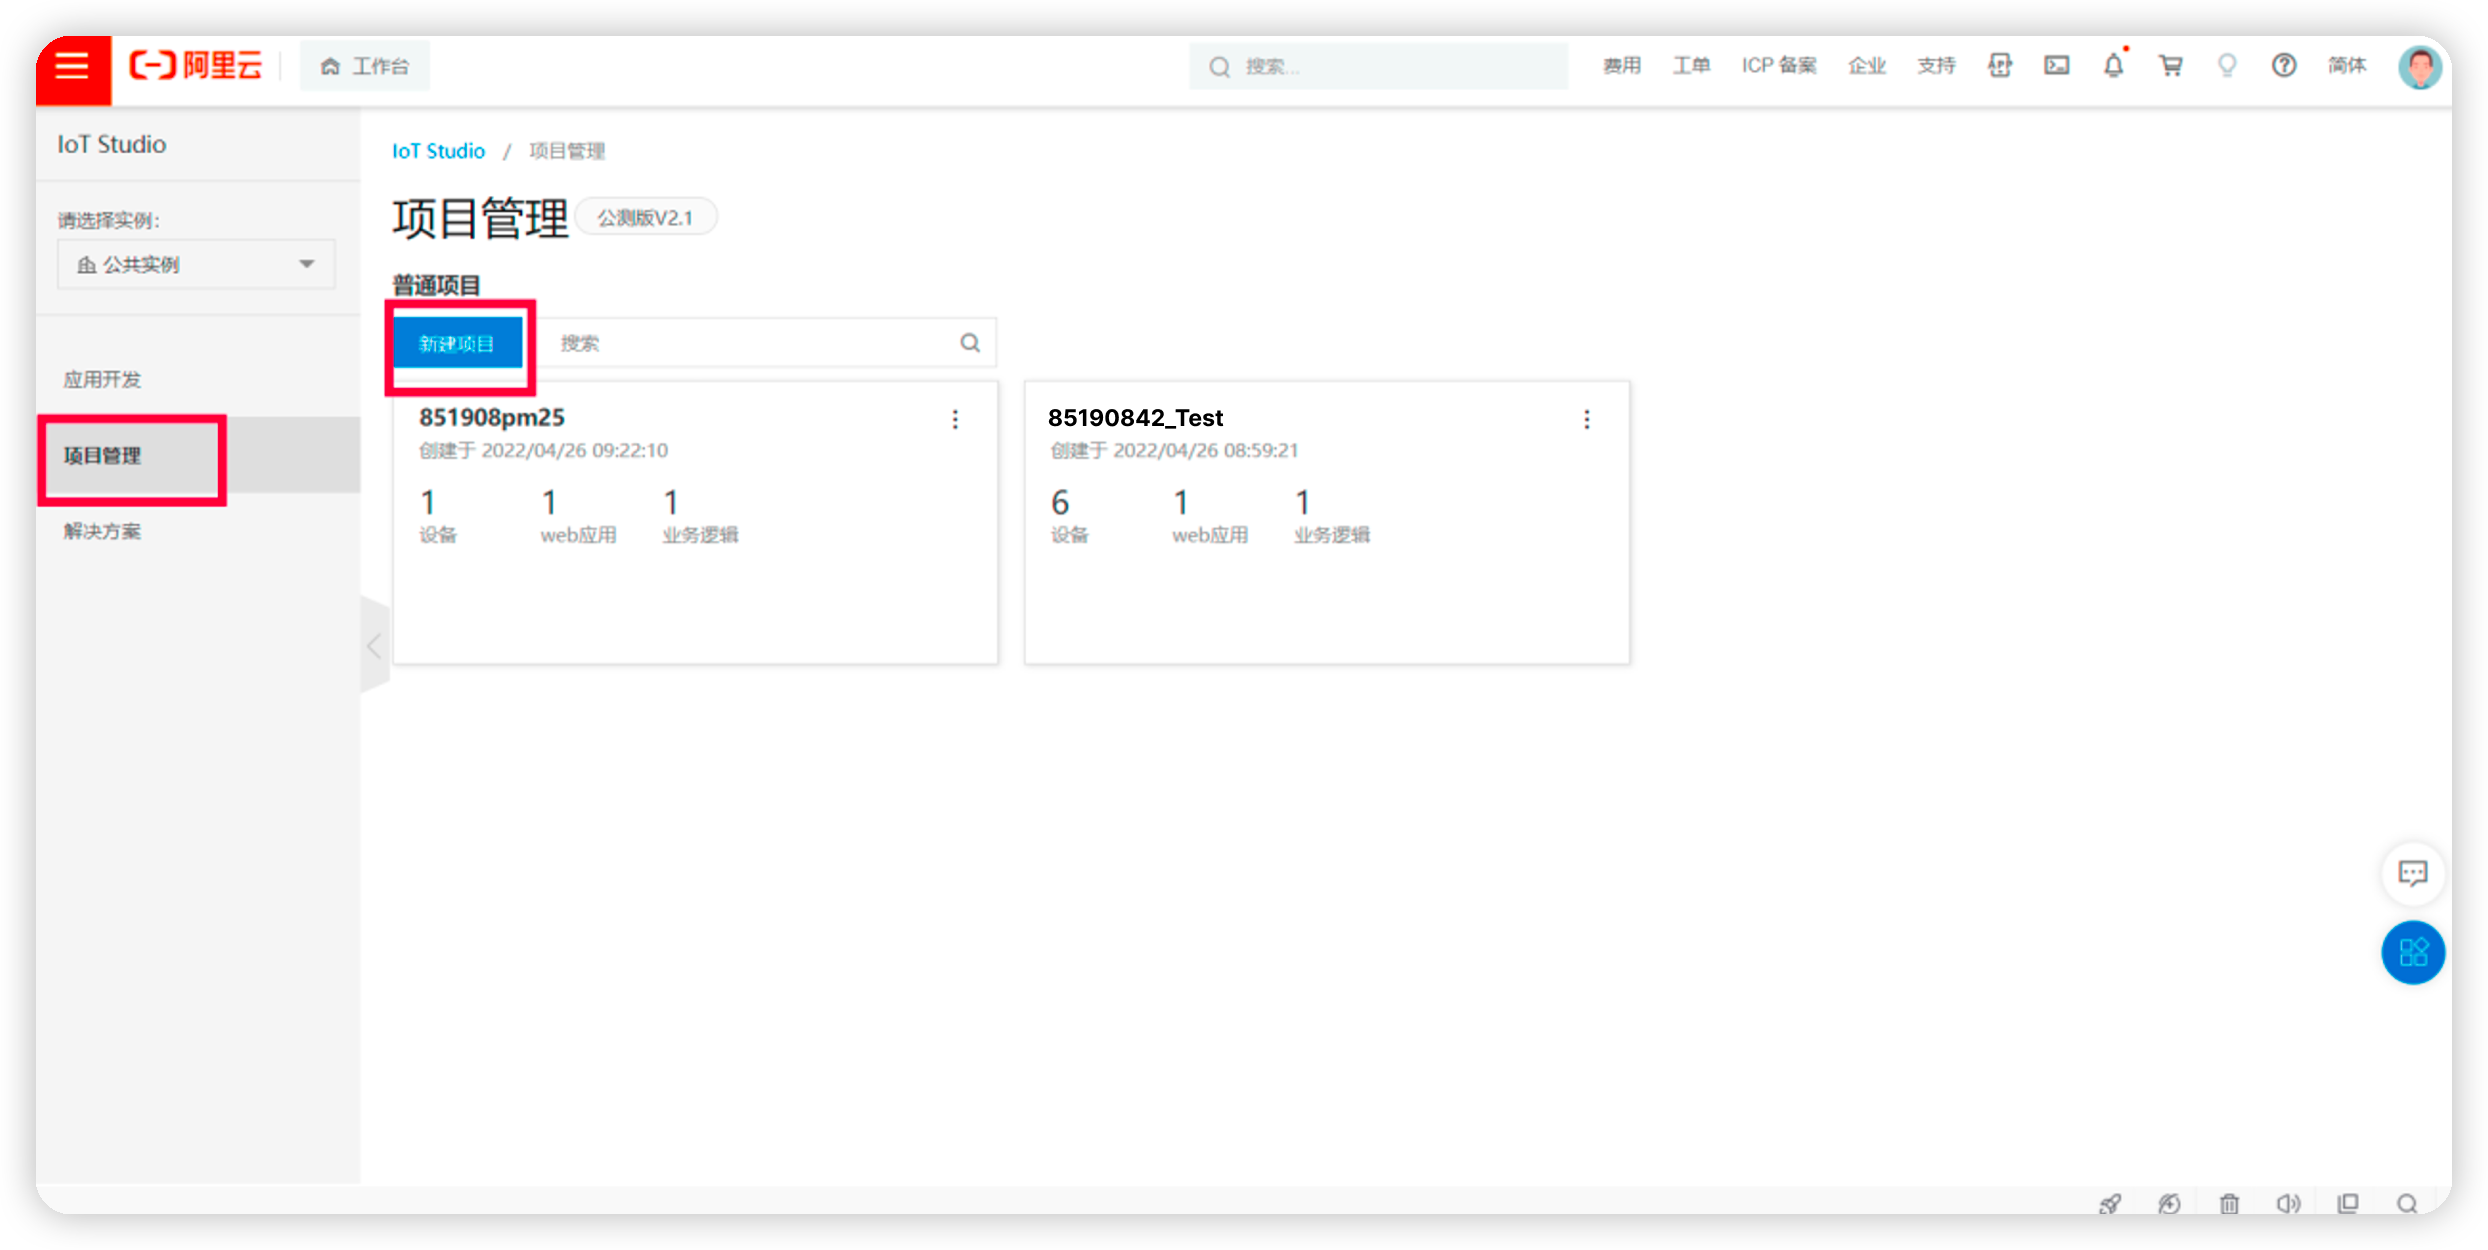 阿里云 工作台 搜索... 费用 工单 ICP 备案 企业 支持 简体
IoT Studio
请选择实例:
公共实例
应用开发
项目管理
解决方案
IoT Studio / 项目管理
项目管理 公测版V2.1
普通项目
新建项目 搜索
851908pm25
创建于 2022/04/26 09:22:10
1 1 1
设备 web应用 业务逻辑
85190842_Test
创建于 2022/04/26 08:59:21
6 1 1
设备 web应用 业务逻辑